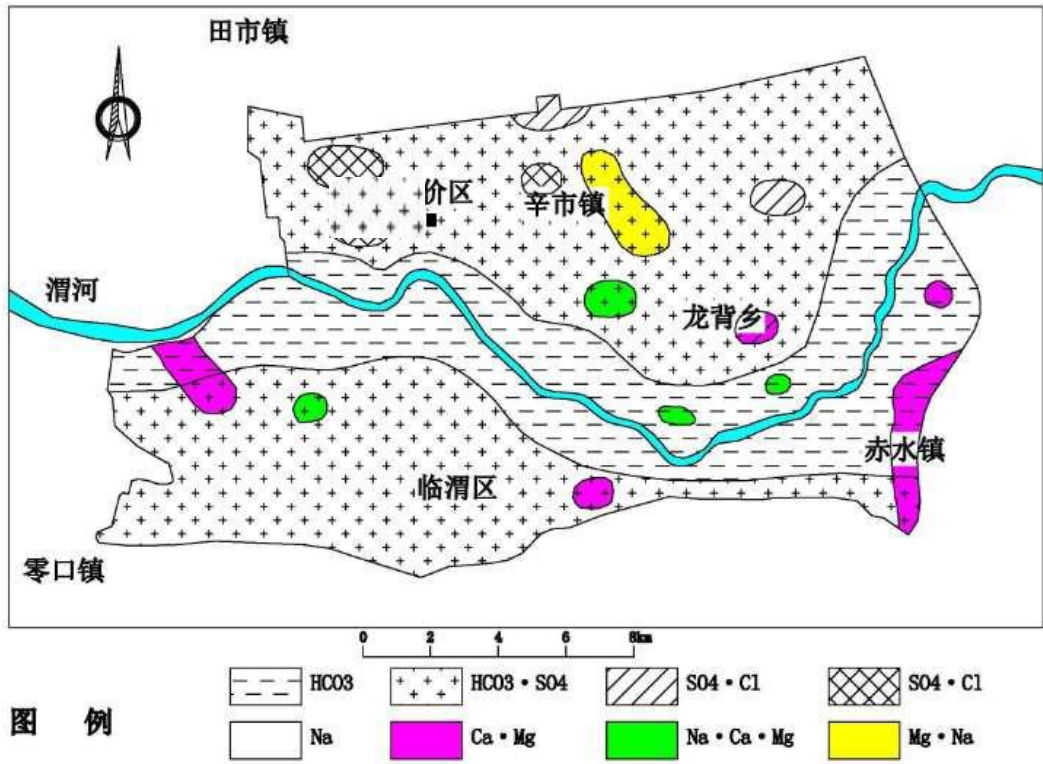 田市镇
价区
辛市镇
渭河
龙背乡
赤水镇
临渭区
零口镇
0 2 4 6 8km
图 例
HCO3 HCO3·SO4 SO4·Cl SO4·Cl
Na Ca·Mg Na·Ca·Mg Mg·Na